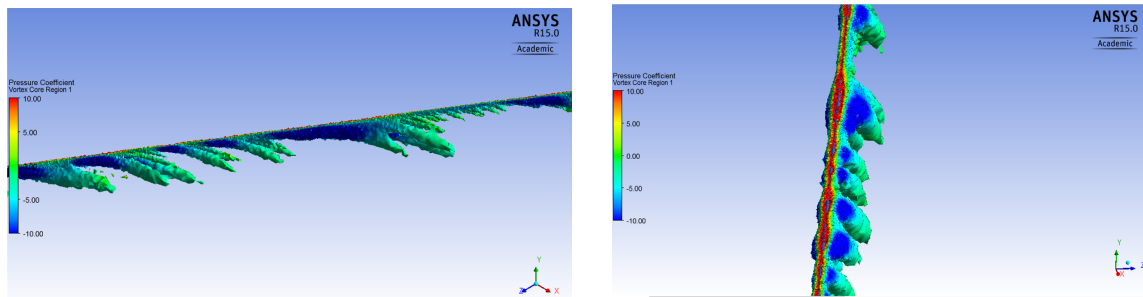 ANSYS
R15.0
Academic
Pressure Coefficient
Vortex Core Region 1
10.00
5.00
0.00
-5.00
-10.00
Y
Z
X
ANSYS
R15.0
Academic
Pressure Coefficient
Vortex Core Region 1
10.00
5.00
0.00
-5.00
-10.00
Y
Z
X